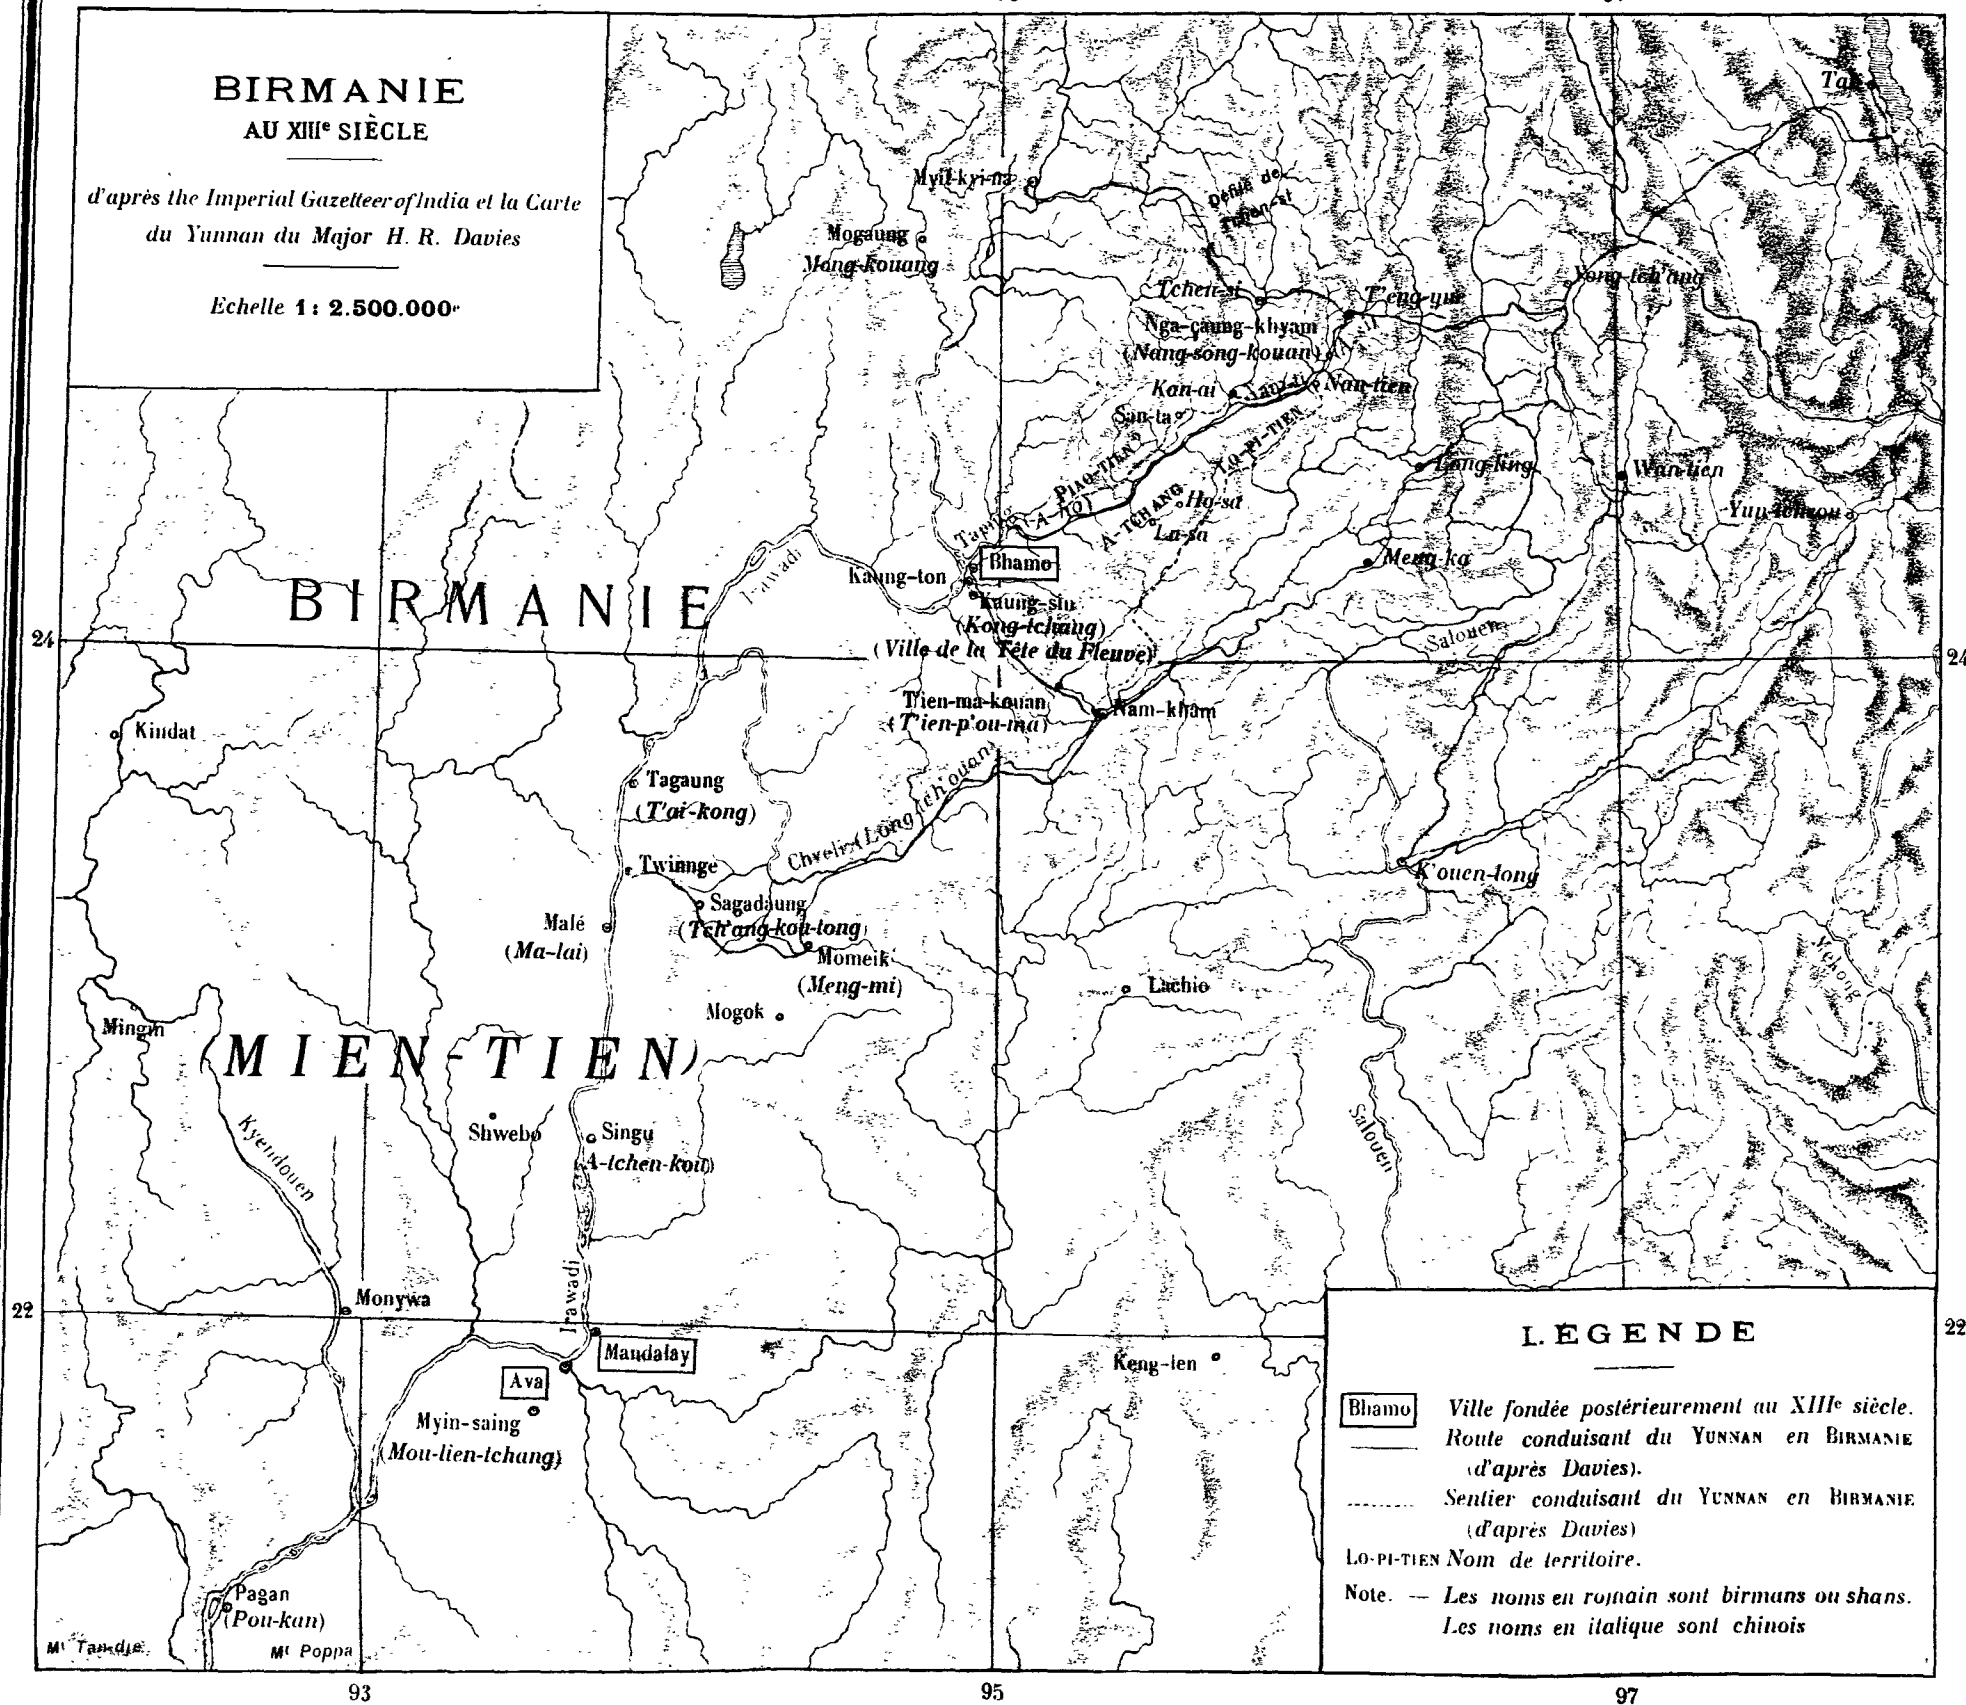 BIRMANIE
AU XIIIe SIÈCLE
d'après the Imperial Gazetteer of India et la Carte
du Yunnan du Major H. R. Davies
Echelle 1: 2.500.000e
Myit-kyi-na
Défilé de
Tchen-si
Mogaung
Mong-kouang
Yong-tch'ang
Tchen-si
T'eng-yue
Nga-çaung-khyam
(Nang-song-kouan)
Kan-ai
Nam-ti
Nan-tien
San-ta
LO-PI-TIEN
PIAO-TIEN
(A-HO)
Long-ling
Wan-tien
A-TCHANG
Ho-sa
La-sa
Yun-tcheou
Taping
Meng-ka
Bhamo
Kaung-ton
Irawadi
BIRMANIE
Kaung-sin
(Kong-tchang)
(Ville de la Tête du Fleuve)
Salouen
24
24
T'ien-ma-kouan
(T'ien-p'ou-ma)
Nam-kham
Kindat
Tagaung
(T'ai-kong)
Chveli (Long-tchouan)
Twinnge
K'ouen-long
Sagadaung
(Tch'ang-kou-tong)
Malé
(Ma-lai)
Momeik
(Meng-mi)
Lachio
Mekong
Mogok
Mingin
(MIEN-TIEN)
Kyendouen
Shwebo
Singu
(A-tchen-kou)
Salouen
Irawadi
Monywa
22
22
Mandalay
Ava
Myin-saing
(Mou-lien-tchang)
Pagan
(Pou-kan)
Mt Poppa
LÉGENDE
Bhamo Ville fondée postérieurement au XIIIe siècle.
Route conduisant du YUNNAN en BIRMANIE
(d'après Davies).
Sentier conduisant du YUNNAN en BIRMANIE
(d'après Davies)
LO-PI-TIEN Nom de territoire.
Note. — Les noms en romain sont birmans ou shans.
Les noms en italique sont chinois
93
95
97